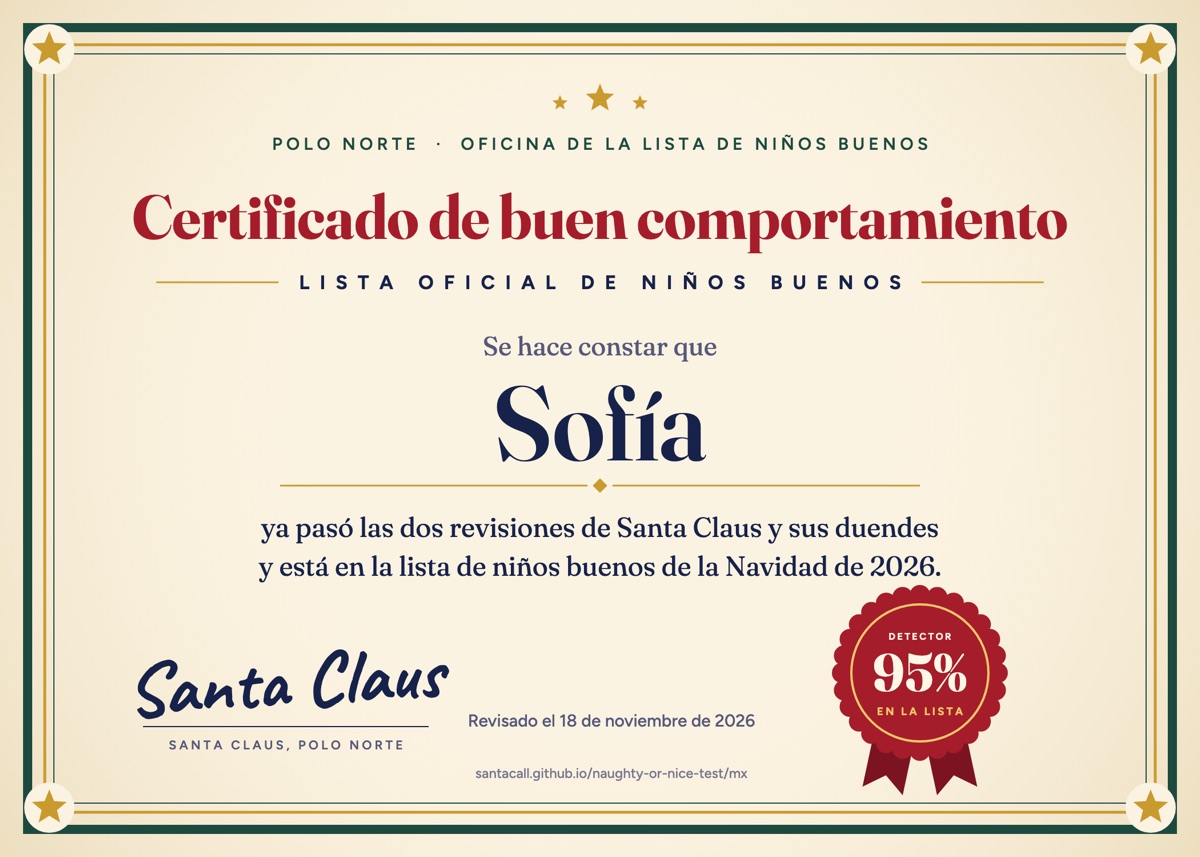 POLO NORTE · OFICINA DE LA LISTA DE NIÑOS BUENOS
Certificado de buen comportamiento
LISTA OFICIAL DE NIÑOS BUENOS
Se hace constar que
Sofía
ya pasó las dos revisiones de Santa Claus y sus duendes
y está en la lista de niños buenos de la Navidad de 2026.
DETECTOR
95%
EN LA LISTA
Santa Claus
SANTA CLAUS, POLO NORTE
Revisado el 18 de noviembre de 2026
santacall.github.io/naughty-or-nice-test/mx